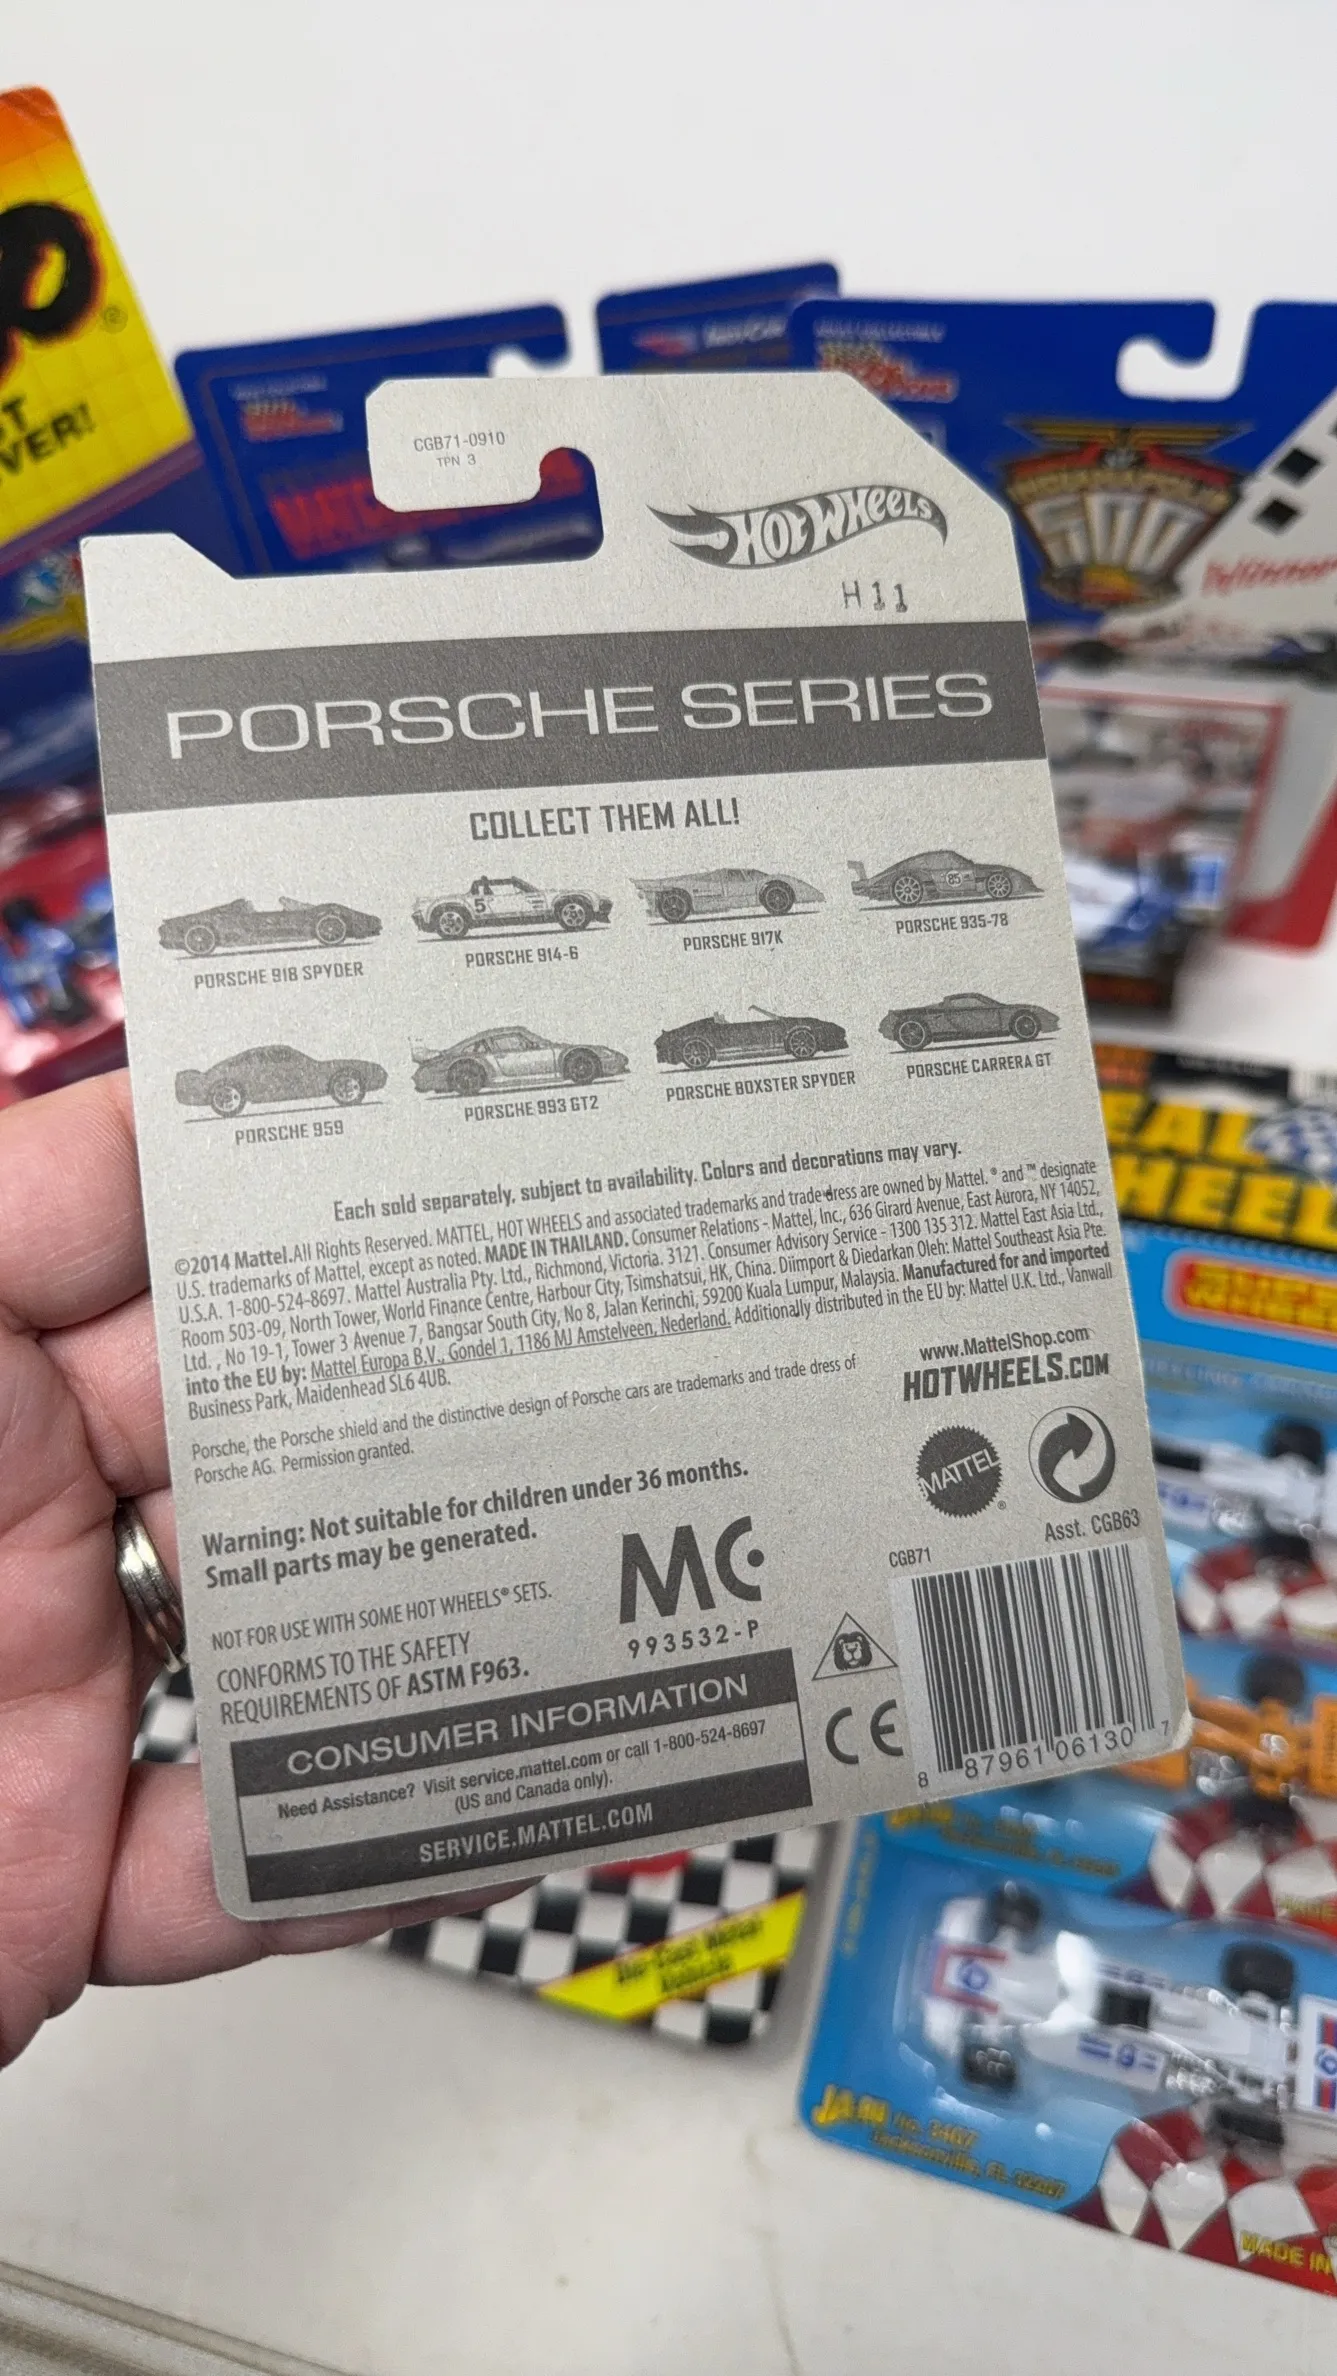 CGB71-0910
TPN 3
HOT WHEELS
H11
PORSCHE SERIES
COLLECT THEM ALL!
PORSCHE 918 SPYDER
5
PORSCHE 914-6
PORSCHE 917K
85
PORSCHE 935-78
PORSCHE 959
PORSCHE 993 GT2
PORSCHE BOXSTER SPYDER
PORSCHE CARRERA GT
Each sold separately, subject to availability. Colors and decorations may vary.
©2014 Mattel. All Rights Reserved. MATTEL, HOT WHEELS and associated trademarks and trade dress are owned by Mattel. ® and ™ designate
U.S. trademarks of Mattel, except as noted. MADE IN THAILAND. Consumer Relations - Mattel, Inc., 636 Girard Avenue, East Aurora, NY 14052,
U.S.A. 1-800-524-8697. Mattel Australia Pty. Ltd., Richmond, Victoria. 3121. Consumer Advisory Service - 1300 135 312. Mattel East Asia Ltd.,
Room 503-09, North Tower, World Finance Centre, Harbour City, Tsimshatsui, HK, China. Diimport & Diedarkan Oleh: Mattel Southeast Asia Pte.
Ltd. , No 19-1, Tower 3 Avenue 7, Bangsar South City, No 8, Jalan Kerinchi, 59200 Kuala Lumpur, Malaysia. Manufactured for and imported
into the EU by: Mattel Europa B.V., Gondel 1, 1186 MJ Amstelveen, Nederland. Additionally distributed in the EU by: Mattel U.K. Ltd., Vanwall
Business Park, Maidenhead SL6 4UB.
Porsche, the Porsche shield and the distinctive design of Porsche cars are trademarks and trade dress of
Porsche AG. Permission granted.
www.MattelShop.com
HOTWHEELS.COM
Warning: Not suitable for children under 36 months.
Small parts may be generated.
MATTEL ®
Asst. CGB63
CGB71
NOT FOR USE WITH SOME HOT WHEELS® SETS.
CONFORMS TO THE SAFETY
REQUIREMENTS OF ASTM F963.
MC
993532-P
CE
8 87961 06130 7
CONSUMER INFORMATION
Need Assistance? Visit service.mattel.com or call 1-800-524-8697
(US and Canada only).
SERVICE.MATTEL.COM
INDIANAPOLIS
500
Winner
Die-Cast Metal
Vehicle
MADE IN